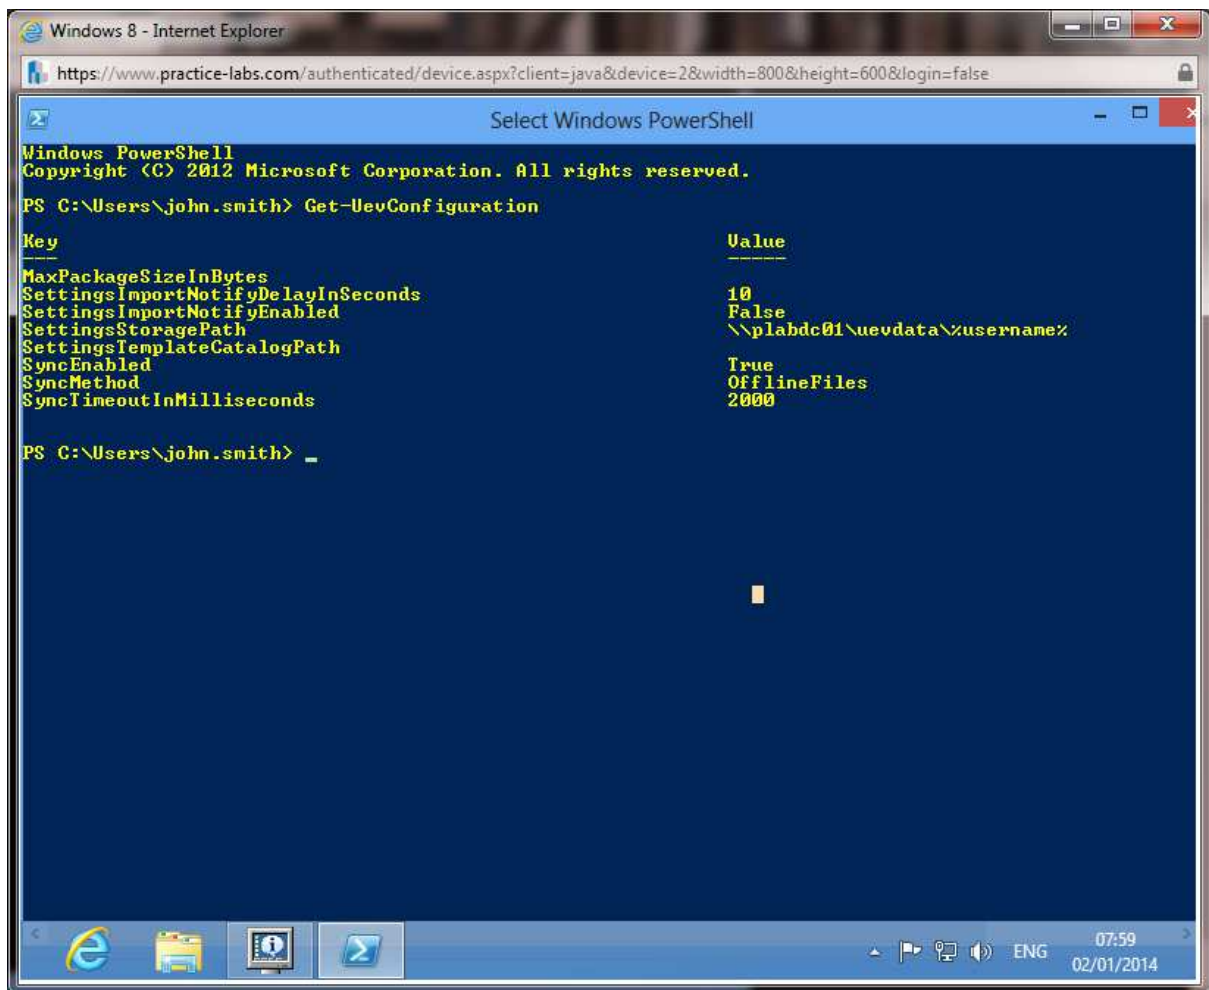 Windows 8 - Internet Explorer
https://www.practice-labs.com/authenticated/device.aspx?client=java&device=2&width=800&height=600&login=false
Select Windows PowerShell
Windows PowerShell
Copyright (C) 2012 Microsoft Corporation. All rights reserved.
PS C:\Users\john.smith> Get-UevConfiguration
Key Value
--- -----
MaxPackageSizeInBytes
SettingsImportNotifyDelayInSeconds 10
SettingsImportNotifyEnabled False
SettingsStoragePath \\plabdc01\uevdata\%username%
SettingsTemplateCatalogPath
SyncEnabled True
SyncMethod OfflineFiles
SyncTimeoutInMilliseconds 2000
PS C:\Users\john.smith> _
ENG 07:59
02/01/2014